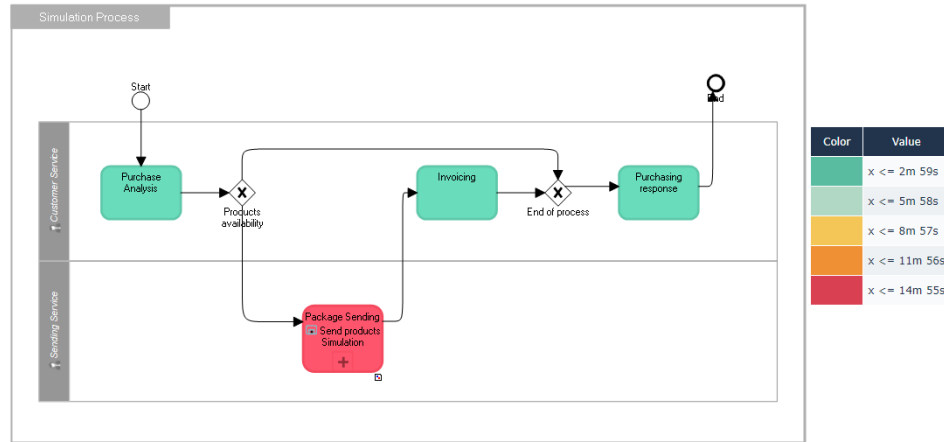 Simulation Process
Start
End
Customer Service
Purchase
Analysis
Products
availability
Invoicing
End of process
Purchasing
response
Sending Service
Package Sending
Send products
Simulation
Color Value
x <= 2m 59s
x <= 5m 58s
x <= 8m 57s
x <= 11m 56s
x <= 14m 55s